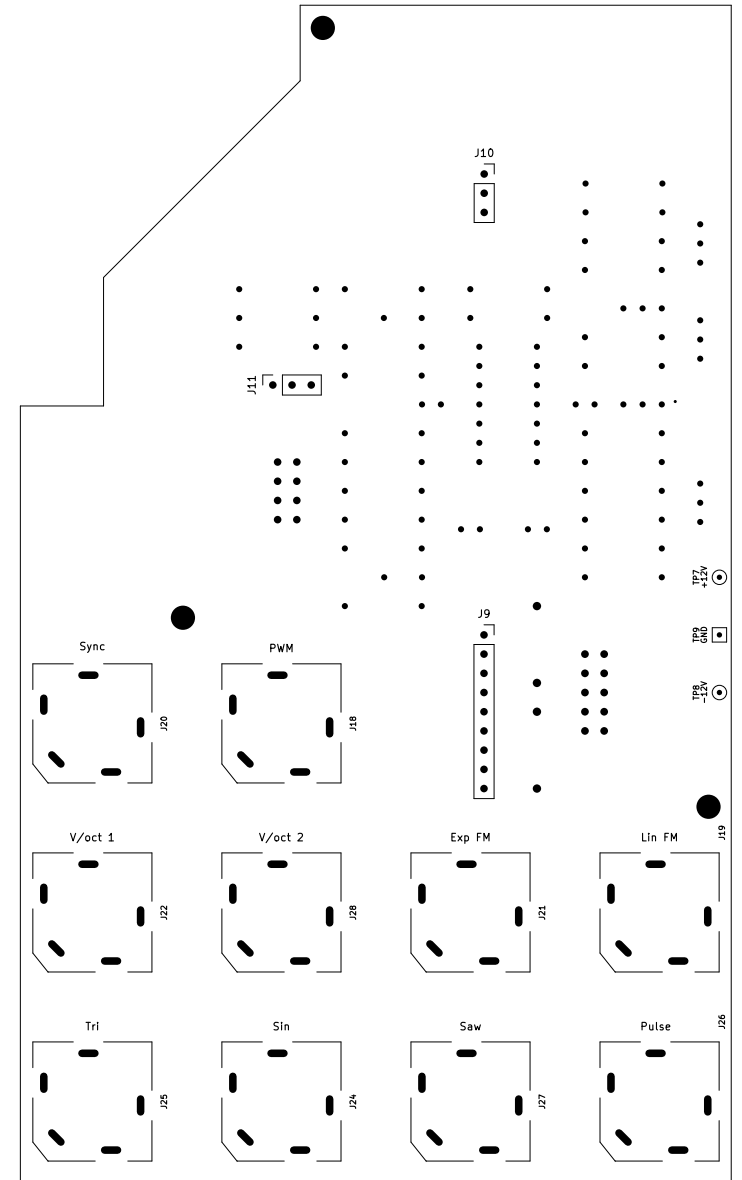 J10
J11
TP7
+12V
J9
TP9
GND
Sync
PWM
TP8
-12V
J20
J18
V/oct 1
V/oct 2
Exp FM
Lin FM
J19
J22
J28
J21
Tri
Sin
Saw
Pulse
J26
J25
J24
J27